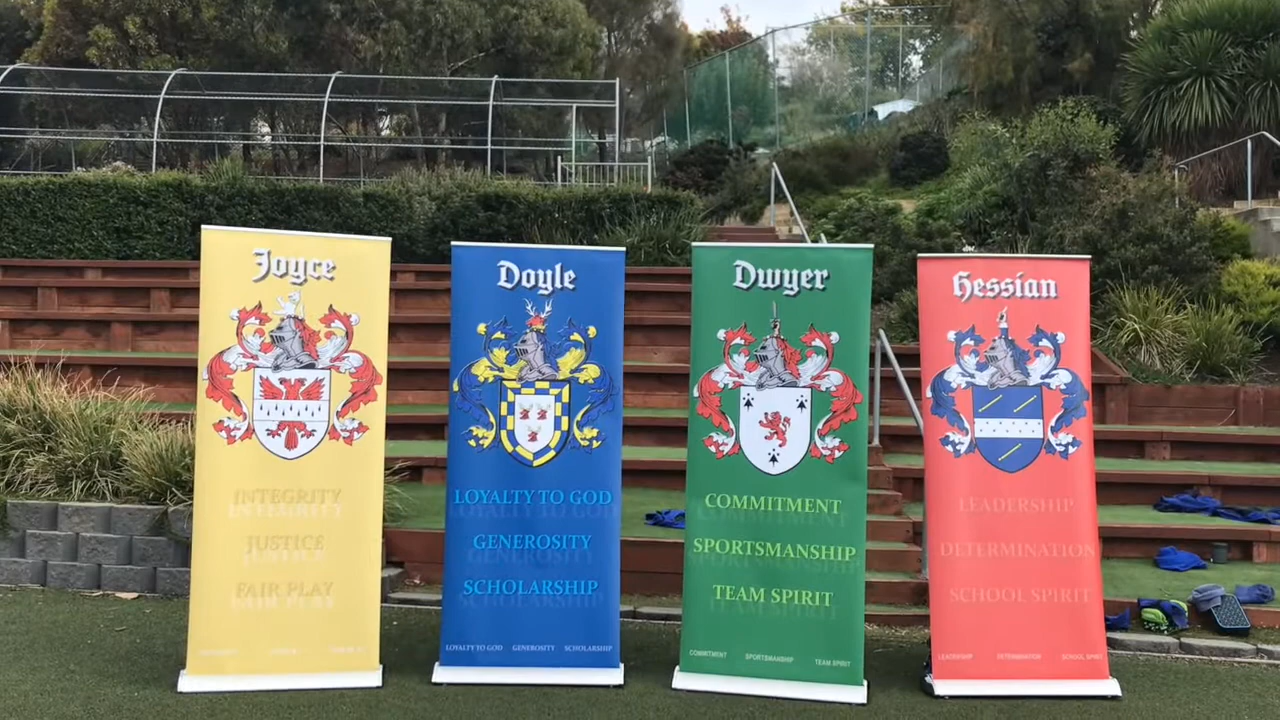 Joyce
INTEGRITY
JUSTICE
FAIR PLAY
Doyle
LOYALTY TO GOD
GENEROSITY
SCHOLARSHIP
LOYALTY TO GOD GENEROSITY SCHOLARSHIP
Dwyer
COMMITMENT
SPORTSMANSHIP
TEAM SPIRIT
COMMITMENT SPORTSMANSHIP TEAM SPIRIT
Hessian
LEADERSHIP
DETERMINATION
SCHOOL SPIRIT
LEADERSHIP DETERMINATION SCHOOL SPIRIT